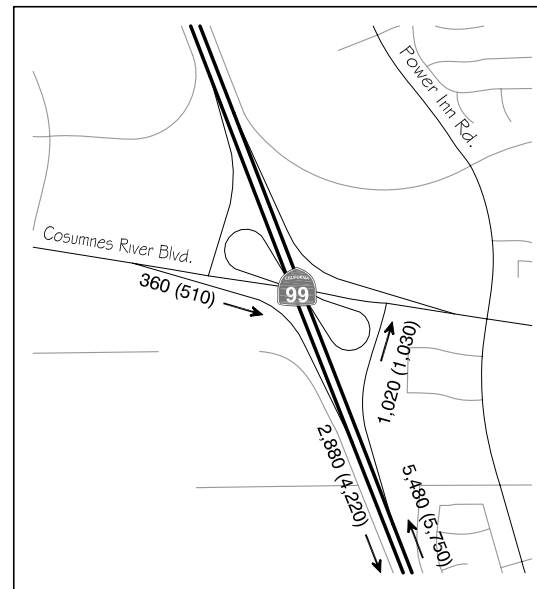 Power Inn Rd.
Cosumnes River Blvd.
CALIFORNIA
99
360 (510)
1,020 (1,030)
2,880 (4,220)
5,480 (5,750)